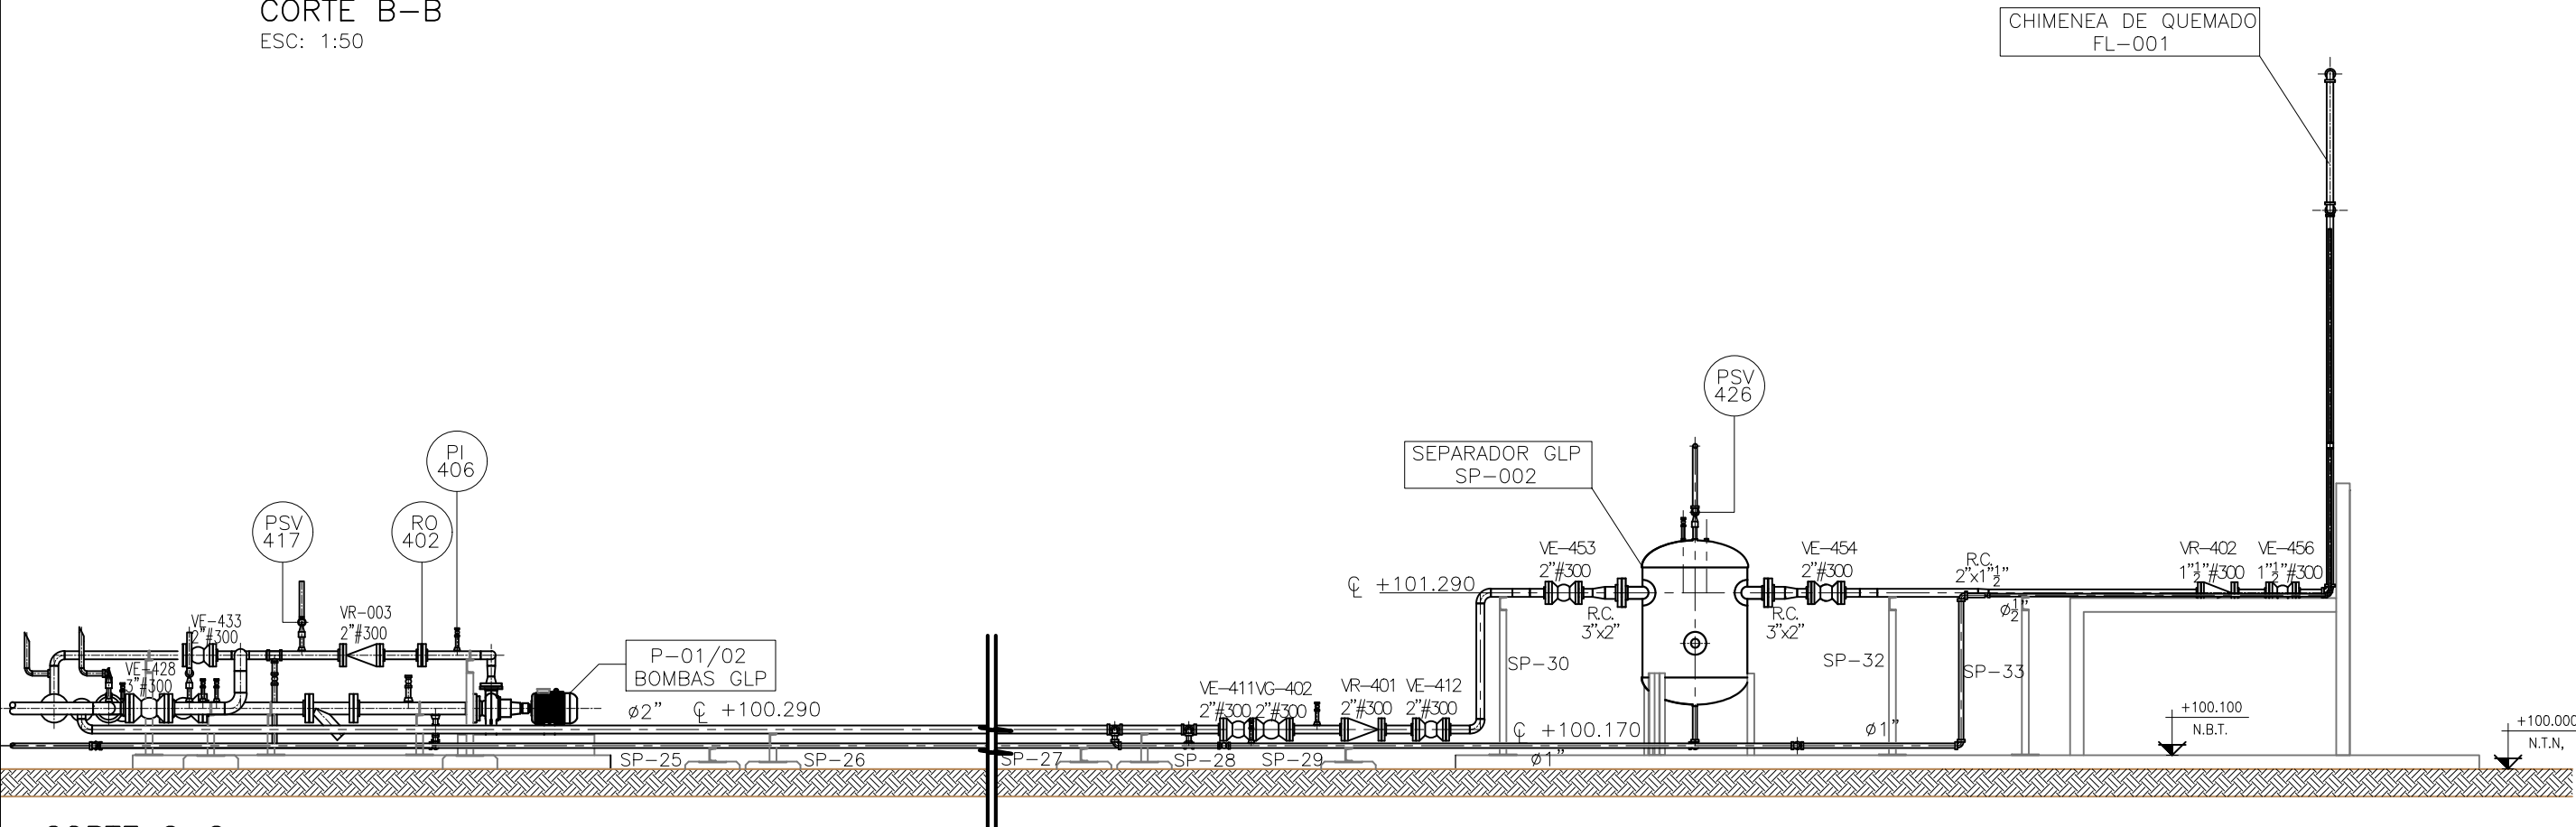 CORTE B-B
ESC: 1:50
CHIMENEA DE QUEMADO
FL-001
PSV
426
PI
406
SEPARADOR GLP
SP-002
PSV
417
RO
402
VE-453
2"#300
VE-454
2"#300
R.C.
2"x1"½"
VR-402
1"½"#300
VE-456
1"½"#300
℄ +101.290
R.C.
3"x2"
R.C.
3"x2"
ø½"
VE-433
2"#300
VR-003
2"#300
P-01/02
BOMBAS GLP
VE-428
3"#300
SP-30
SP-32
SP-33
VE-411
2"#300
VG-402
2"#300
VR-401
2"#300
VE-412
2"#300
ø2"
℄ +100.290
℄ +100.170
ø1"
+100.100
N.B.T.
+100.000
N.T.N,
SP-25
SP-26
SP-27
SP-28
SP-29
ø1"